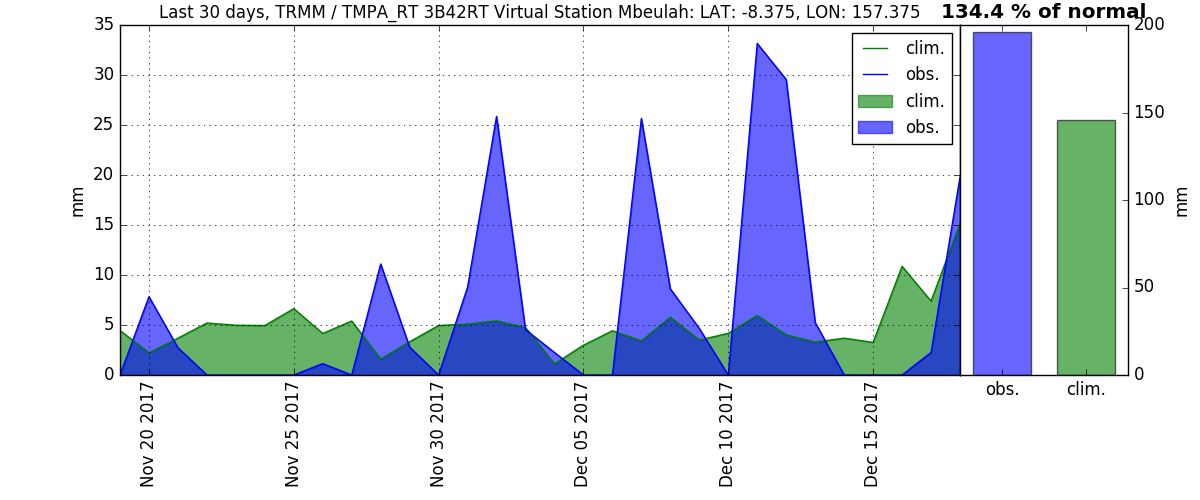 Last 30 days, TRMM / TMPA_RT 3B42RT Virtual Station Mbeulah: LAT: -8.375, LON: 157.375
134.4 % of normal
35
30
25
20
15
10
5
0
mm
clim.
obs.
clim.
obs.
200
150
100
50
0
mm
obs.
clim.
Nov 20 2017
Nov 25 2017
Nov 30 2017
Dec 05 2017
Dec 10 2017
Dec 15 2017